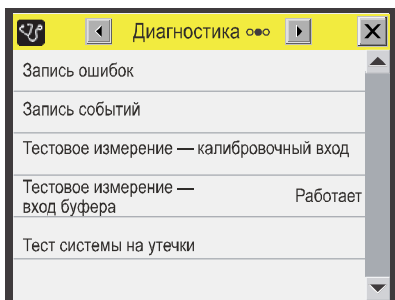 Диагностика
Запись ошибок
Запись событий
Тестовое измерение — калибровочный вход
Тестовое измерение —
вход буфера Работает
Тест системы на утечки